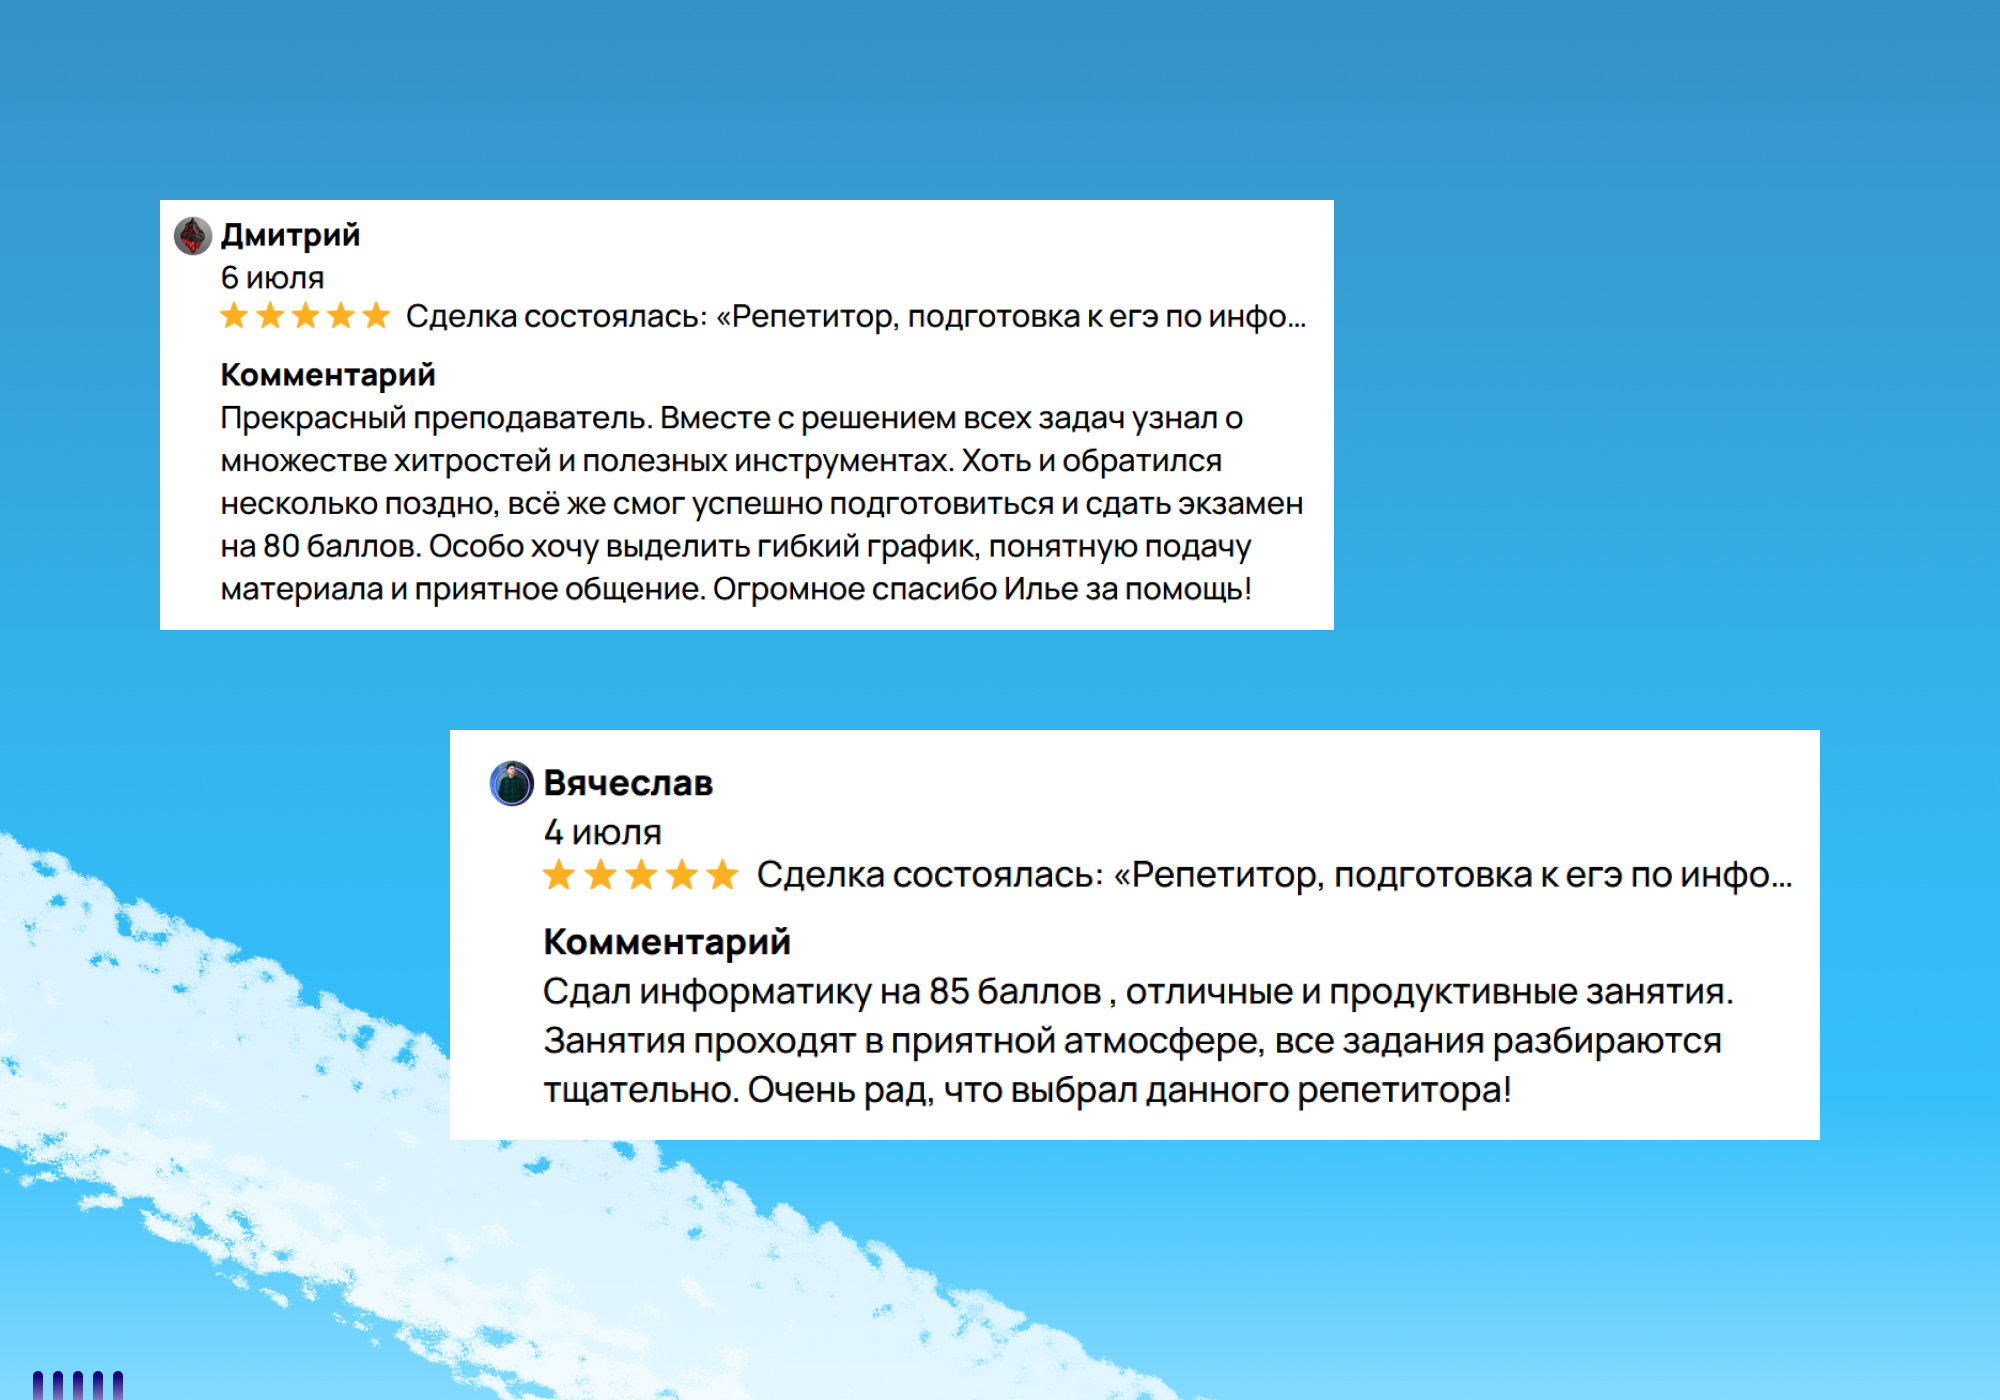 Дмитрий
6 июля
Сделка состоялась: «Репетитор, подготовка к егэ по инфо...
Комментарий
Прекрасный преподаватель. Вместе с решением всех задач узнал о
множестве хитростей и полезных инструментах. Хоть и обратился
несколько поздно, всё же смог успешно подготовиться и сдать экзамен
на 80 баллов. Особо хочу выделить гибкий график, понятную подачу
материала и приятное общение. Огромное спасибо Илье за помощь!
Вячеслав
4 июля
Сделка состоялась: «Репетитор, подготовка к егэ по инфо...
Комментарий
Сдал информатику на 85 баллов , отличные и продуктивные занятия.
Занятия проходят в приятной атмосфере, все задания разбираются
тщательно. Очень рад, что выбрал данного репетитора!